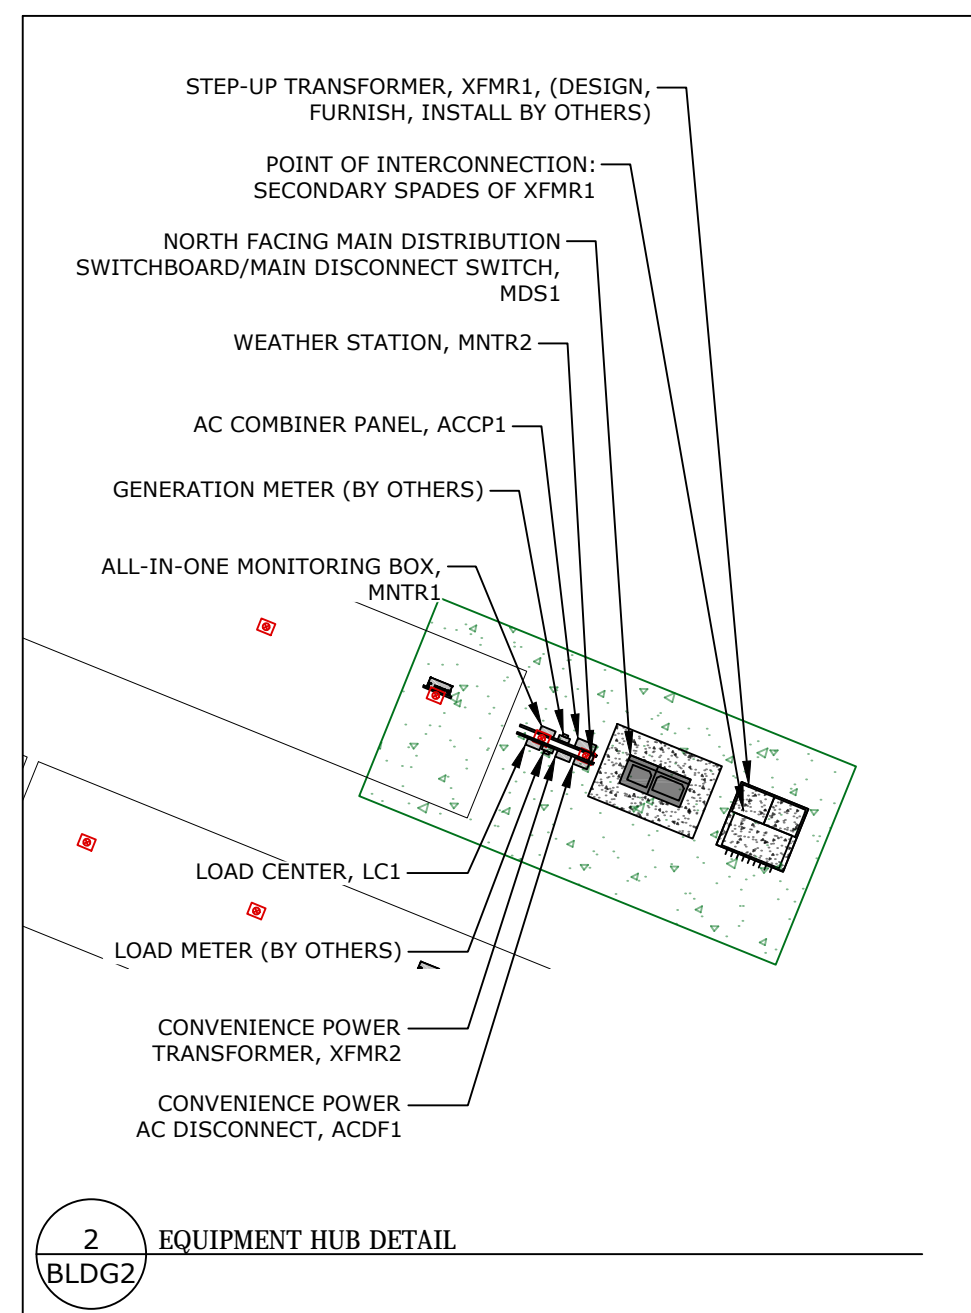 STEP-UP TRANSFORMER, XFMR1, (DESIGN,
FURNISH, INSTALL BY OTHERS)
POINT OF INTERCONNECTION:
SECONDARY SPADES OF XFMR1
NORTH FACING MAIN DISTRIBUTION
SWITCHBOARD/MAIN DISCONNECT SWITCH,
MDS1
WEATHER STATION, MNTR2
AC COMBINER PANEL, ACCP1
GENERATION METER (BY OTHERS)
ALL-IN-ONE MONITORING BOX,
MNTR1
LOAD CENTER, LC1
LOAD METER (BY OTHERS)
CONVENIENCE POWER
TRANSFORMER, XFMR2
CONVENIENCE POWER
AC DISCONNECT, ACDF1
2
BLDG2
EQUIPMENT HUB DETAIL